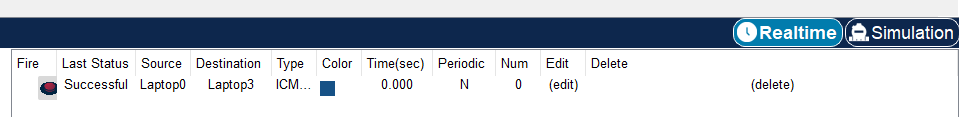 Realtime Simulation
Fire Last Status Source Destination Type Color Time(sec) Periodic Num Edit Delete
Successful Laptop0 Laptop3 ICM... 0.000 N 0 (edit) (delete)